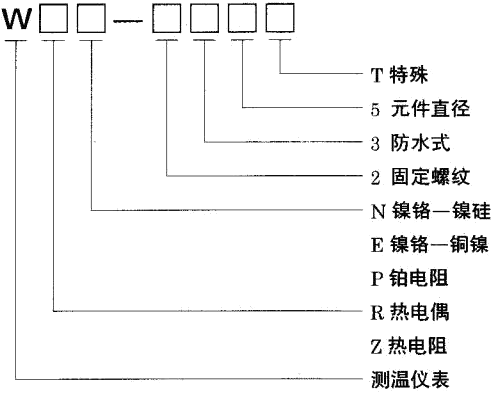 W□□—□□□□
T 特殊
5 元件直径
3 防水式
2 固定螺纹
N 镍铬—镍硅
E 镍铬—铜镍
P 铂电阻
R 热电偶
Z 热电阻
测温仪表